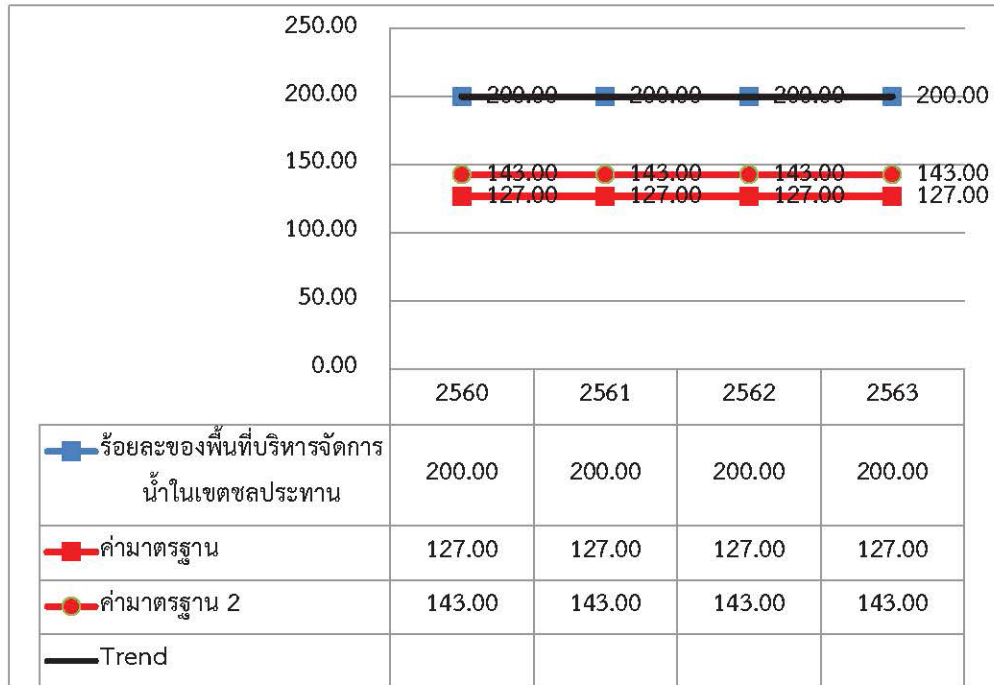 250.00
200.00
200.00 200.00 200.00 200.00
150.00
143.00 143.00 143.00 143.00
127.00 127.00 127.00 127.00
100.00
50.00
0.00
2560 2561 2562 2563
ร้อยละของพื้นที่บริหารจัดการ
น้ำในเขตชลประทาน
200.00 200.00 200.00 200.00
ค่ามาตรฐาน 127.00 127.00 127.00 127.00
ค่ามาตรฐาน 2 143.00 143.00 143.00 143.00
Trend